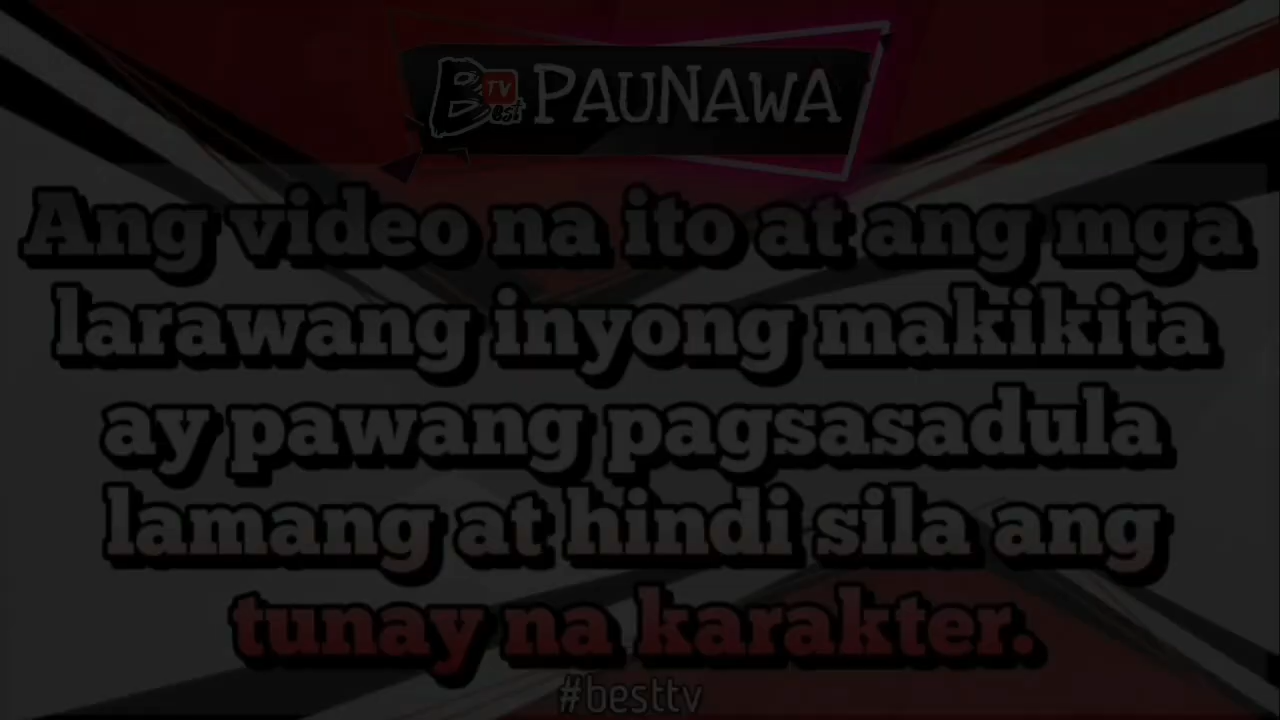 B TV est PAUNAWA
Ang video na ito at ang mga
larawang inyong makikita
ay pawang pagsasadula
lamang at hindi sila ang
tunay na karakter.
#besttv